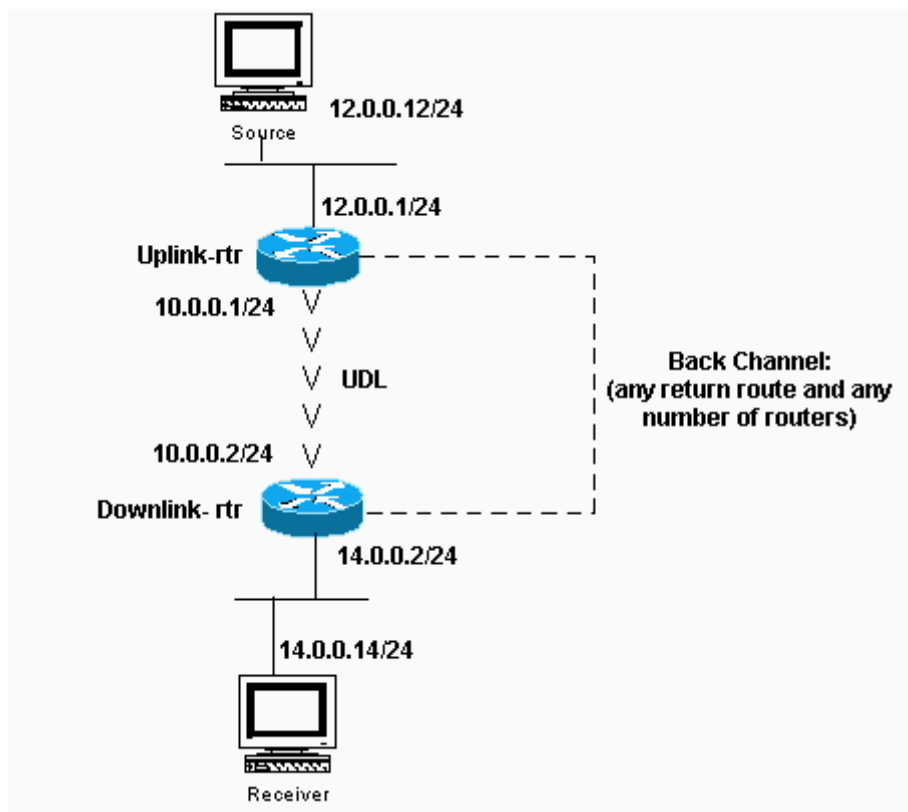 12.0.0.12/24
Source
12.0.0.1/24
Uplink-rtr
10.0.0.1/24
UDL
Back Channel:
(any return route and any
number of routers)
10.0.0.2/24
Downlink- rtr
14.0.0.2/24
14.0.0.14/24
Receiver